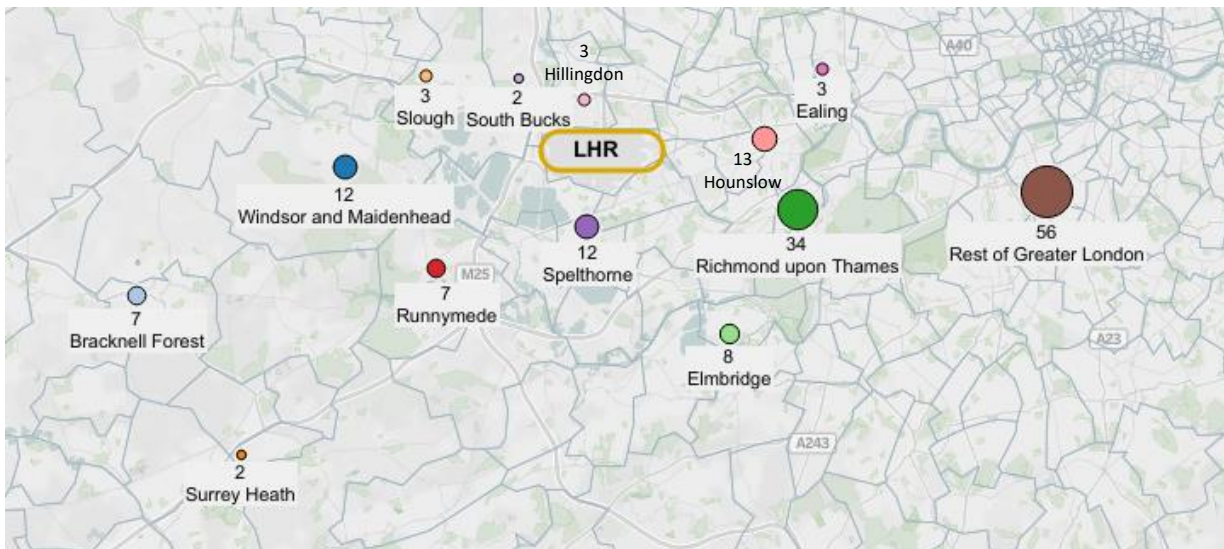 A40
3
Hillingdon
3
Slough
2
South Bucks
3
Ealing
LHR
13
Hounslow
12
Windsor and Maidenhead
12
Spelthorne
34
Richmond upon Thames
56
Rest of Greater London
7
Runnymede
M25
7
Bracknell Forest
8
Elmbridge
A23
A243
2
Surrey Heath